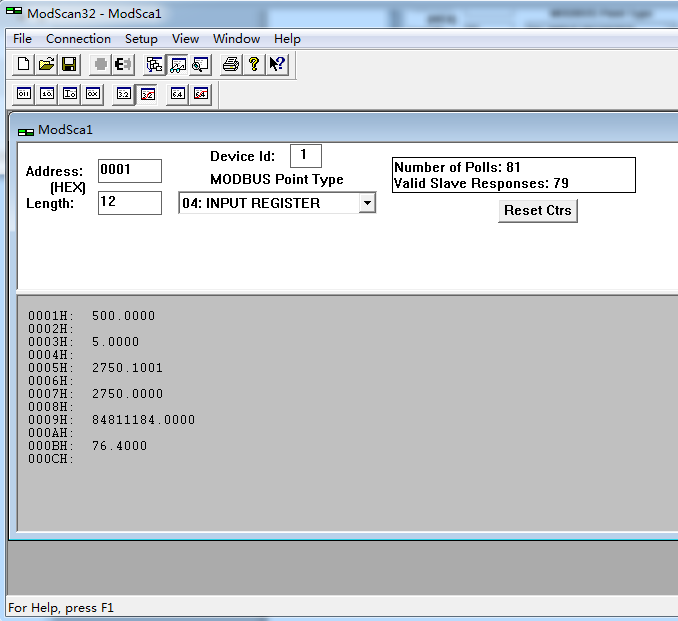 ModScan32 - ModSca1
File Connection Setup View Window Help
ModSca1
Address: 0001
(HEX)
Length: 12
Device Id: 1
MODBUS Point Type
04: INPUT REGISTER
Number of Polls: 81
Valid Slave Responses: 79
Reset Ctrs
0001H: 500.0000
0002H:
0003H: 5.0000
0004H:
0005H: 2750.1001
0006H:
0007H: 2750.0000
0008H:
0009H: 84811184.0000
000AH:
000BH: 76.4000
000CH:
For Help, press F1